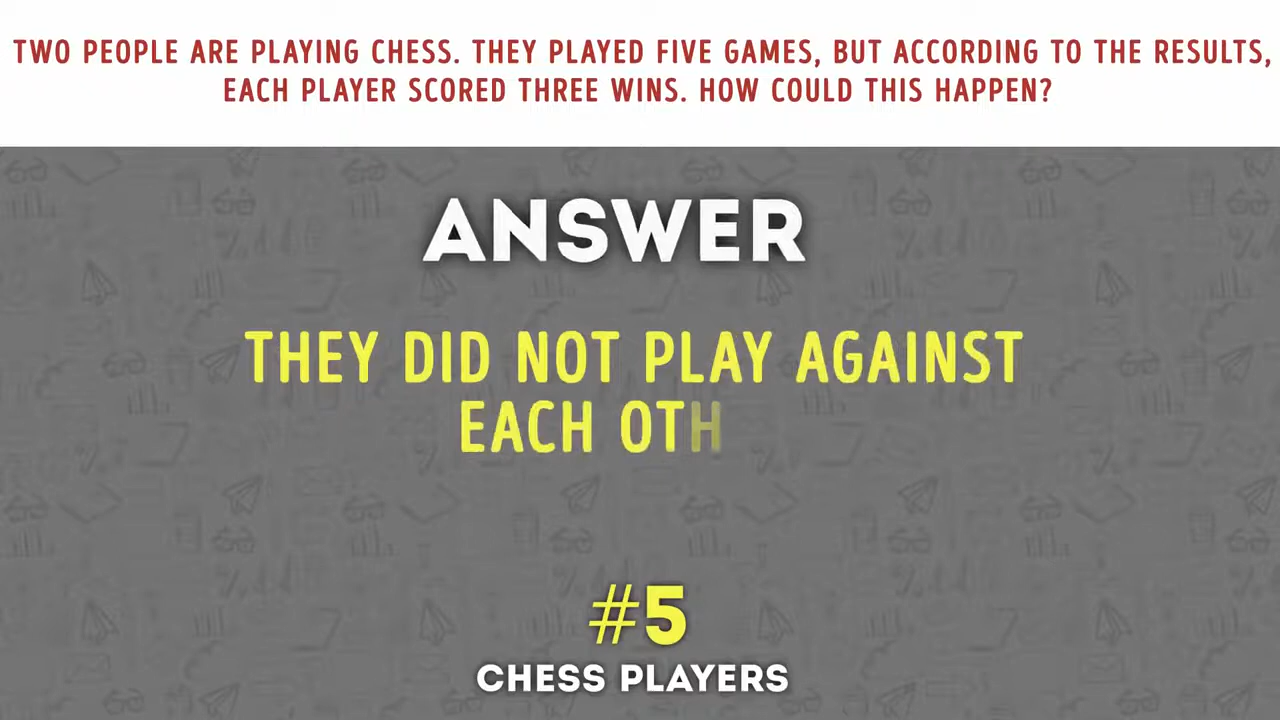 TWO PEOPLE ARE PLAYING CHESS. THEY PLAYED FIVE GAMES, BUT ACCORDING TO THE RESULTS,
EACH PLAYER SCORED THREE WINS. HOW COULD THIS HAPPEN?
ANSWER
THEY DID NOT PLAY AGAINST
EACH OTH
#5
CHESS PLAYERS